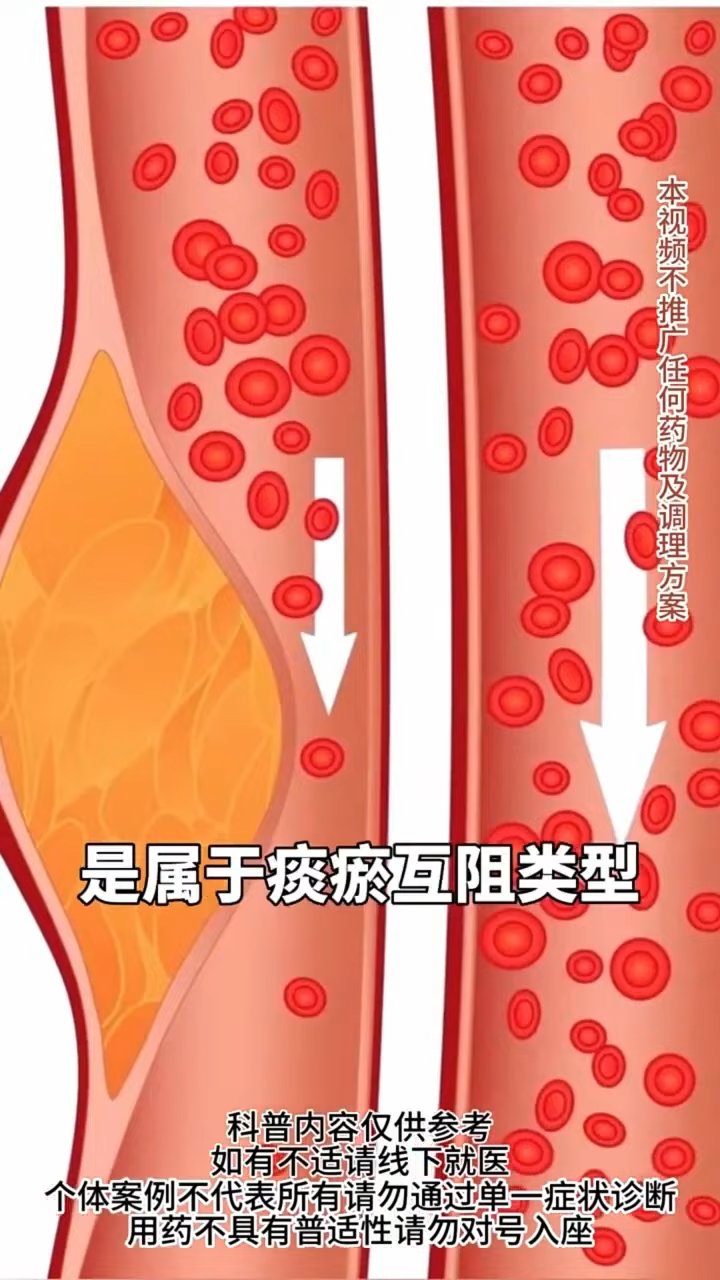 本视频不推广任何药物及调理方案
是属于痰瘀互阻类型
科普内容仅供参考
如有不适请线下就医
个体案例不代表所有请勿通过单一症状诊断
用药不具有普适性请勿对号入座